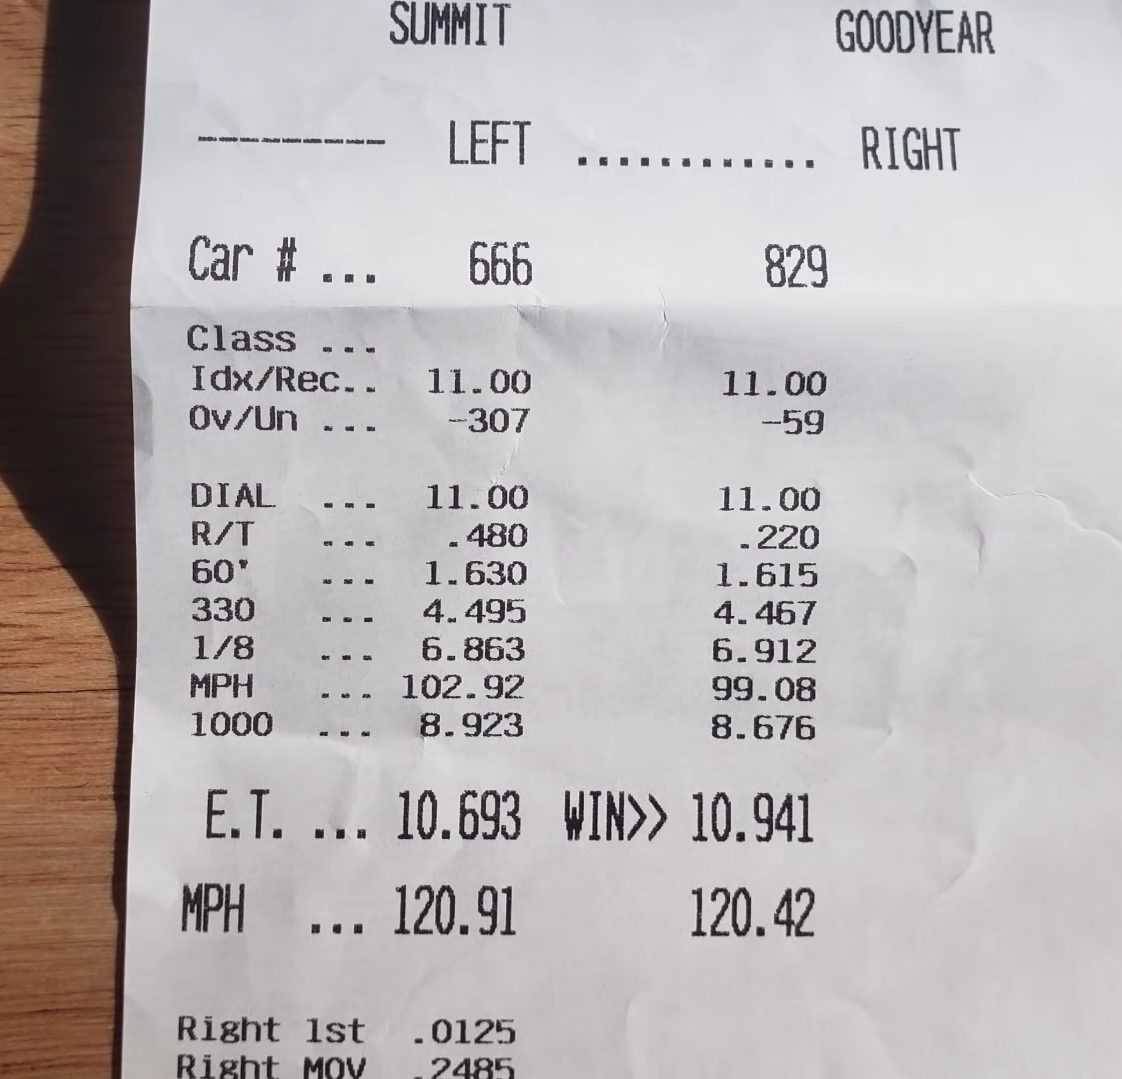 SUMMIT GOODYEAR
---------- LEFT ............ RIGHT
Car # ... 666 829
Class ...
Idx/Rec.. 11.00 11.00
Ov/Un ... -307 -59
DIAL ... 11.00 11.00
R/T ... .480 .220
60' ... 1.630 1.615
330 ... 4.495 4.467
1/8 ... 6.863 6.912
MPH ... 102.92 99.08
1000 ... 8.923 8.676
E.T. ... 10.693 WIN>> 10.941
MPH ... 120.91 120.42
Right 1st .0125
Right MOV .2485